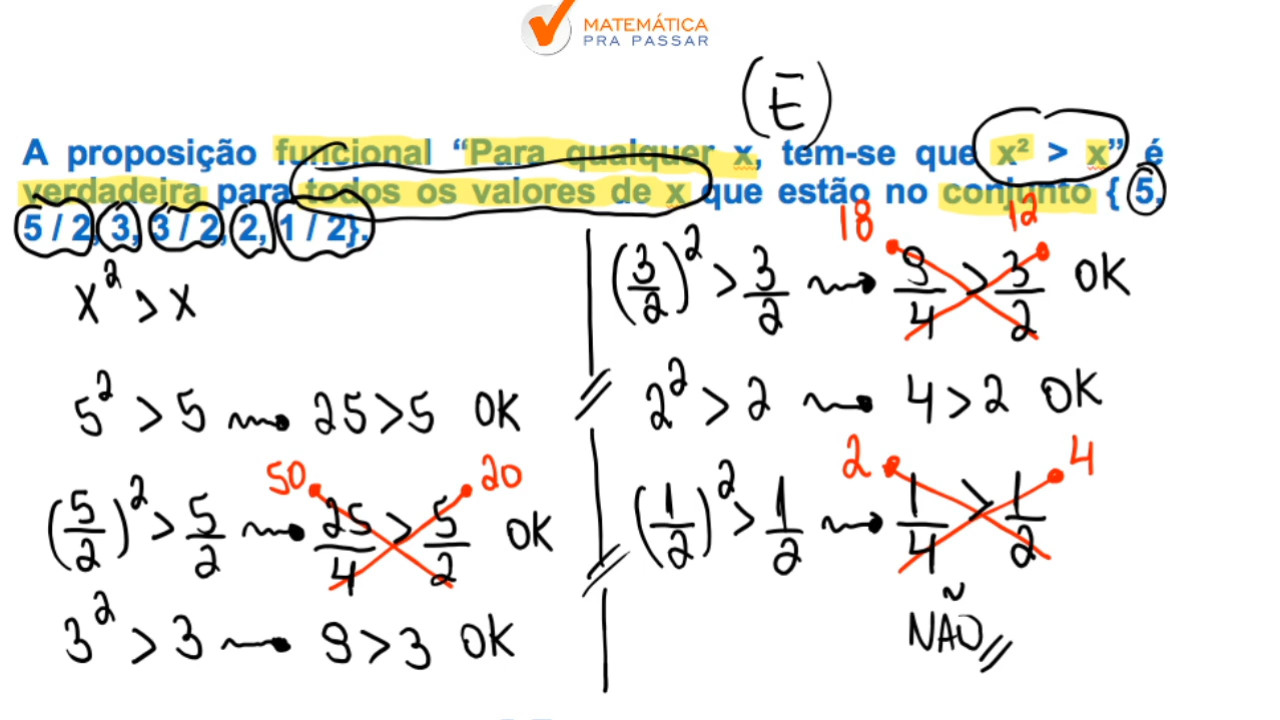 MATEMÁTICA
PRA PASSAR
(E)
A proposição funcional “Para qualquer x, tem-se que x² > x” é
verdadeira para todos os valores de x que estão no conjunto { 5,
5 / 2, 3, 3 / 2, 2, 1 / 2}.
x² > x
5² > 5 → 25 > 5 OK
50 20
(5/2)² > 5/2 → 25/4 > 5/2 OK
3² > 3 → 9 > 3 OK
18 12
(3/2)² > 3/2 → 9/4 > 3/2 OK
2² > 2 → 4 > 2 OK
2 4
(1/2)² > 1/2 → 1/4 > 1/2
NÃO